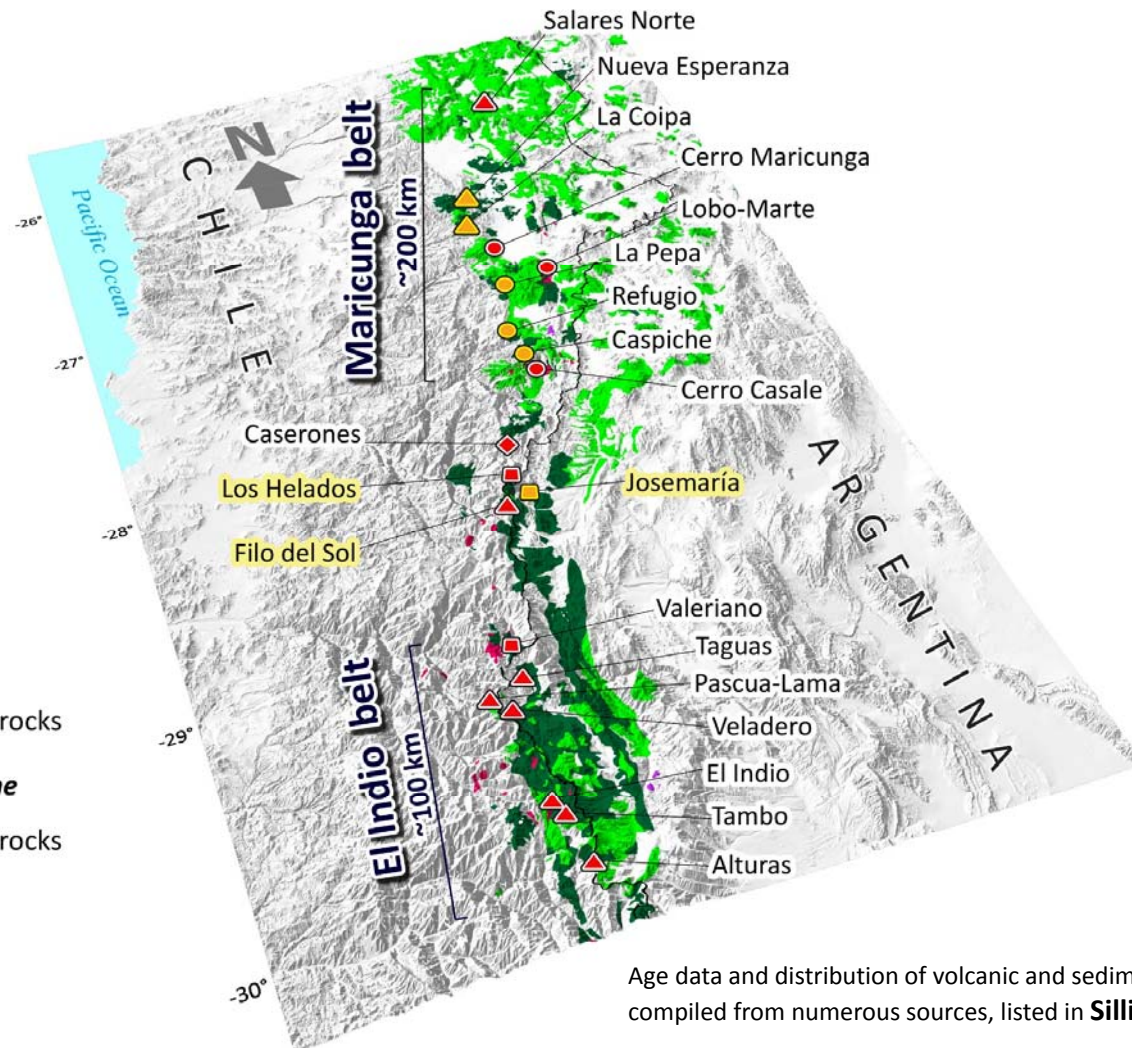 Salares Norte
Nueva Esperanza
La Coipa
Cerro Maricunga
Lobo-Marte
La Pepa
Refugio
Caspiche
Cerro Casale
Maricunga belt
~200 km
N
CHILE
Pacific Ocean
-26°
-27°
-28°
-29°
-30°
Caserones
Los Helados
Josemaría
Filo del Sol
ARGENTINA
Valeriano
Taguas
Pascua-Lama
Veladero
El Indio
Tambo
Alturas
El Indio belt
~100 km
rocks
rocks
Age data and distribution of volcanic and sedim
compiled from numerous sources, listed in Silli